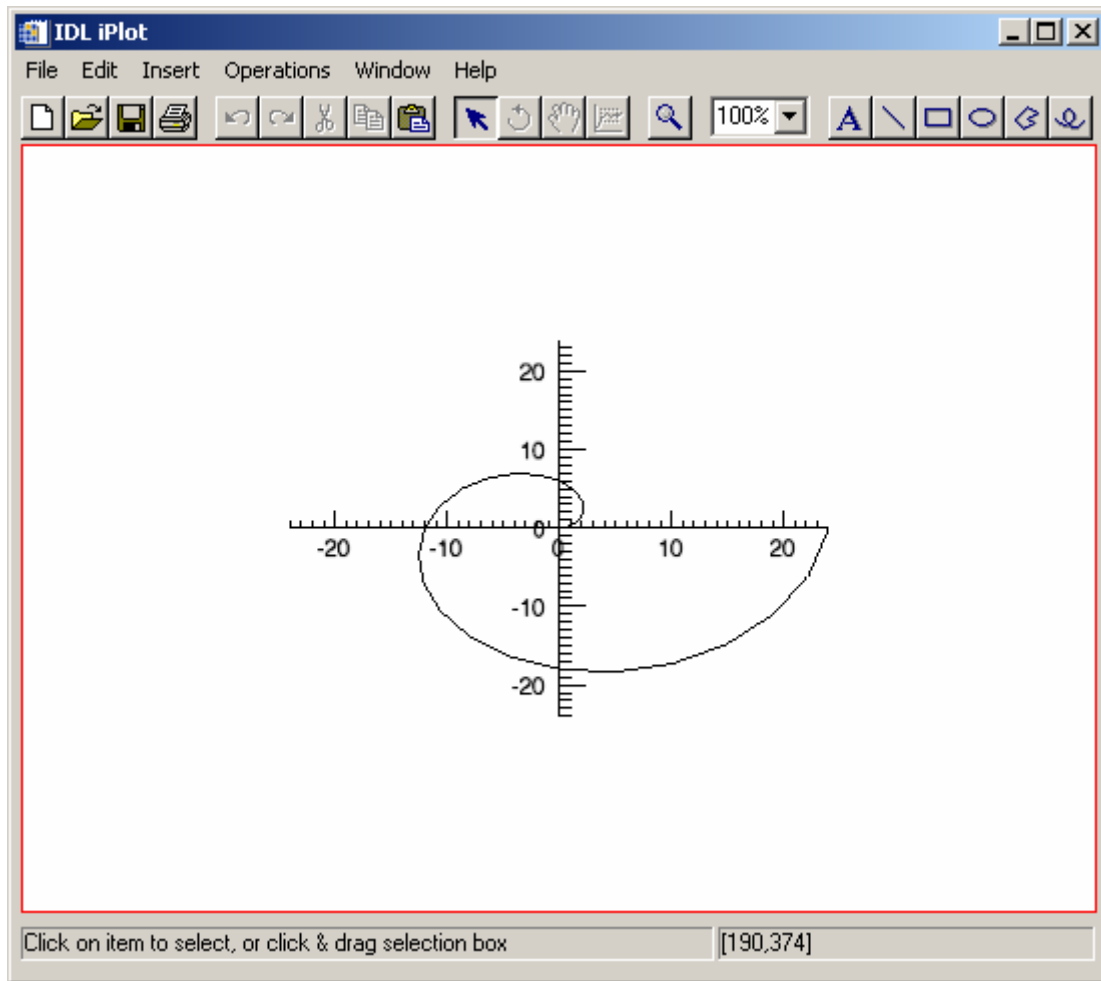 IDL iPlot
File Edit Insert Operations Window Help
100% A
20
10
0
-20 -10 0 10 20
-10
-20
Click on item to select, or click & drag selection box [190,374]